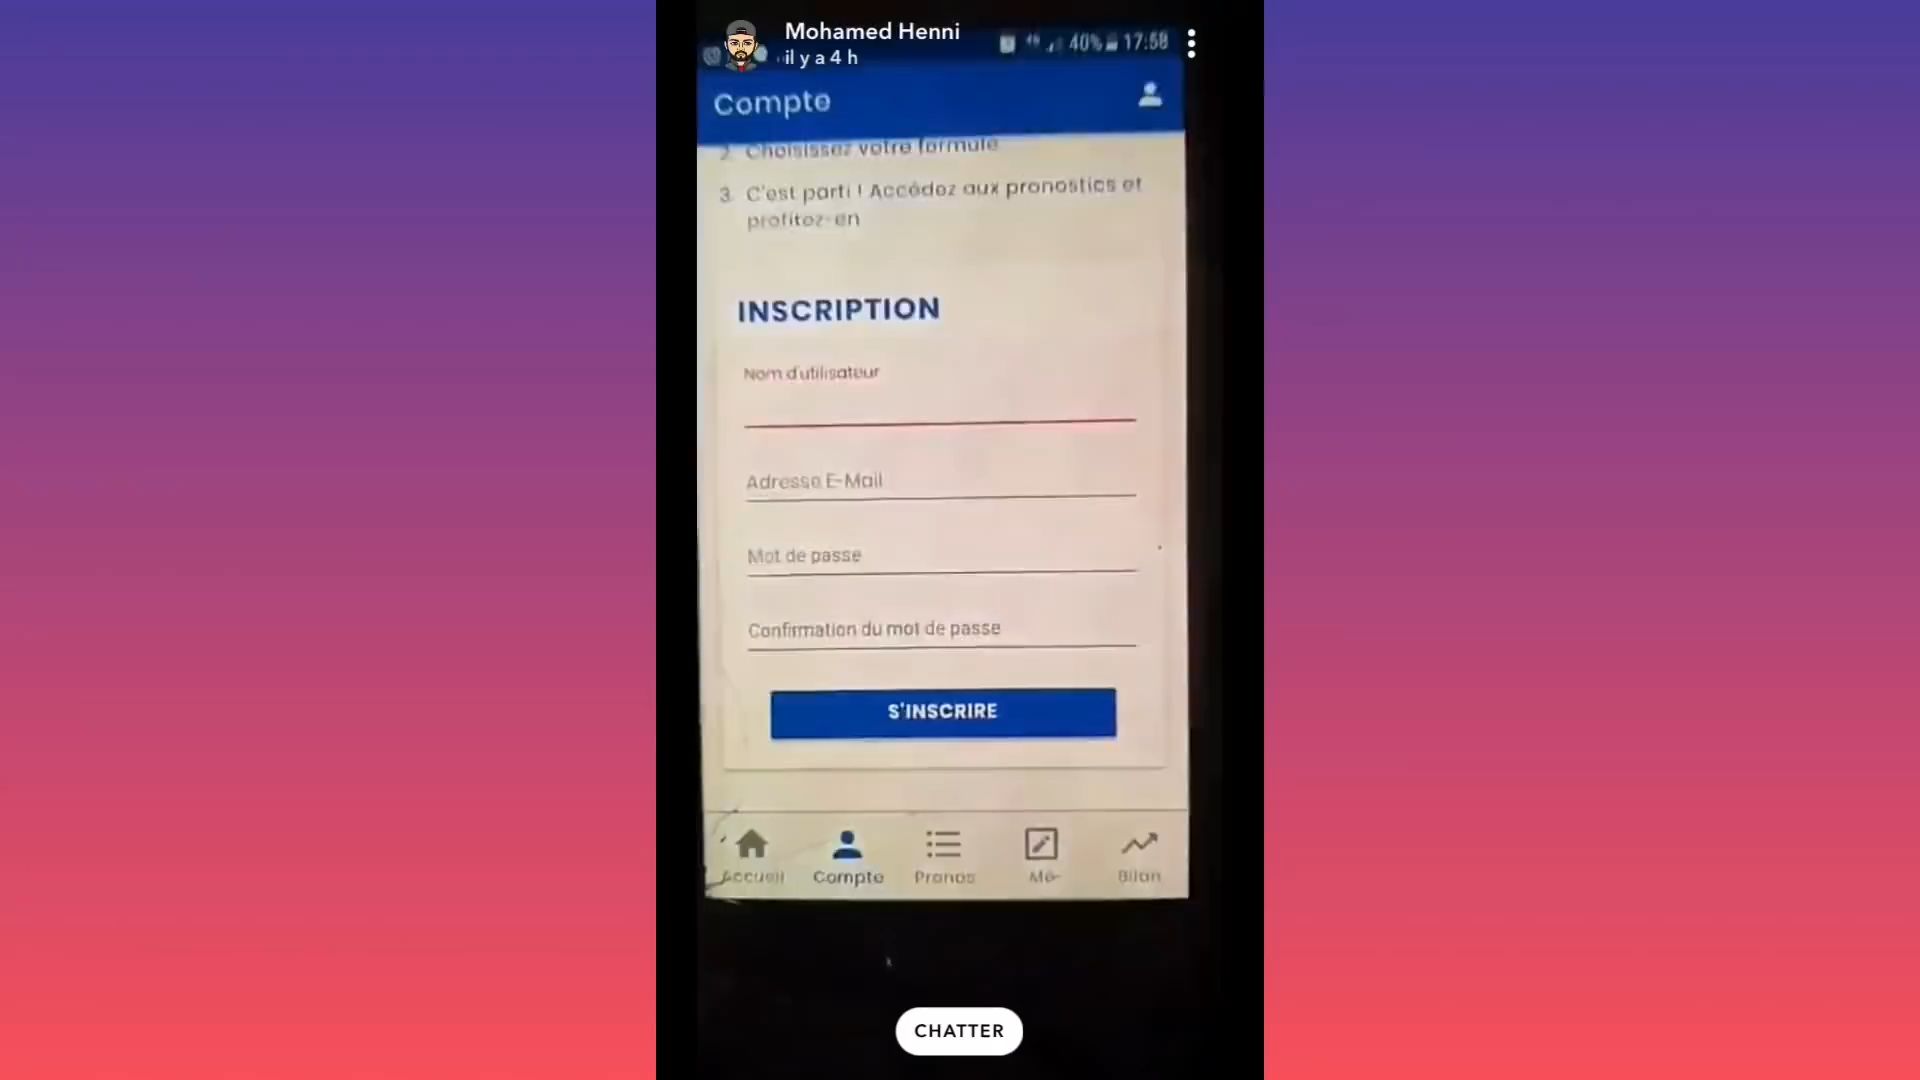 Mohamed Henni
il y a 4 h
4G 40% 17:58
Compte
2. Choisissez votre formule
3. C'est parti ! Accédez aux pronostics et
profitez-en
INSCRIPTION
Nom d'utilisateur
Adresse E-Mail
Mot de passe
Confirmation du mot de passe
S'INSCRIRE
Accueil Compte Pronos Mé- Bilan
CHATTER